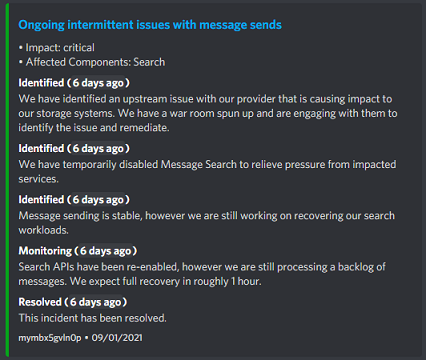 Ongoing intermittent issues with message sends
• Impact: critical
• Affected Components: Search
Identified (6 days ago)
We have identified an upstream issue with our provider that is causing impact to
our storage systems. We have a war room spun up and are engaging with them to
identify the issue and remediate.
Identified (6 days ago)
We have temporarily disabled Message Search to relieve pressure from impacted
services.
Identified (6 days ago)
Message sending is stable, however we are still working on recovering our search
workloads.
Monitoring (6 days ago)
Search APIs have been re-enabled, however we are still processing a backlog of
messages. We expect full recovery in roughly 1 hour.
Resolved (6 days ago)
This incident has been resolved.
mymbx5gvln0p • 09/01/2021